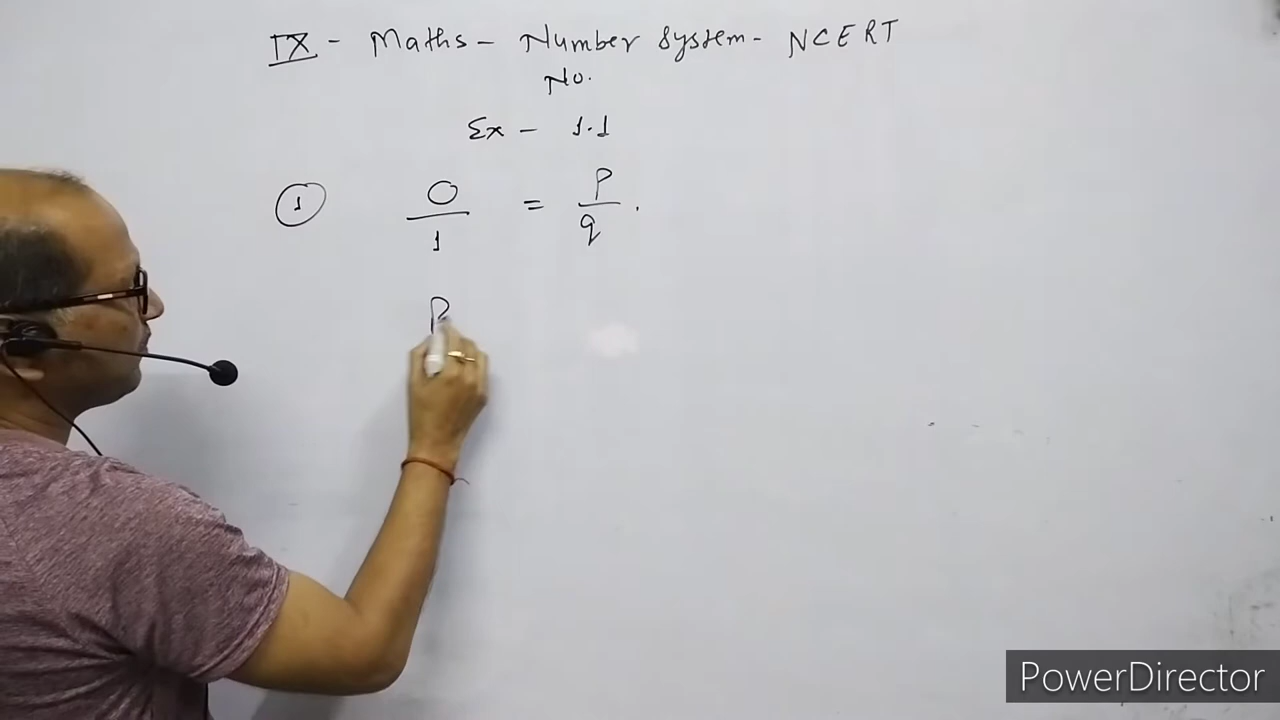 IX - Maths - Number System - NCERT
No.
Ex - 1.1
1 0/1 = P/q.
P
PowerDirector